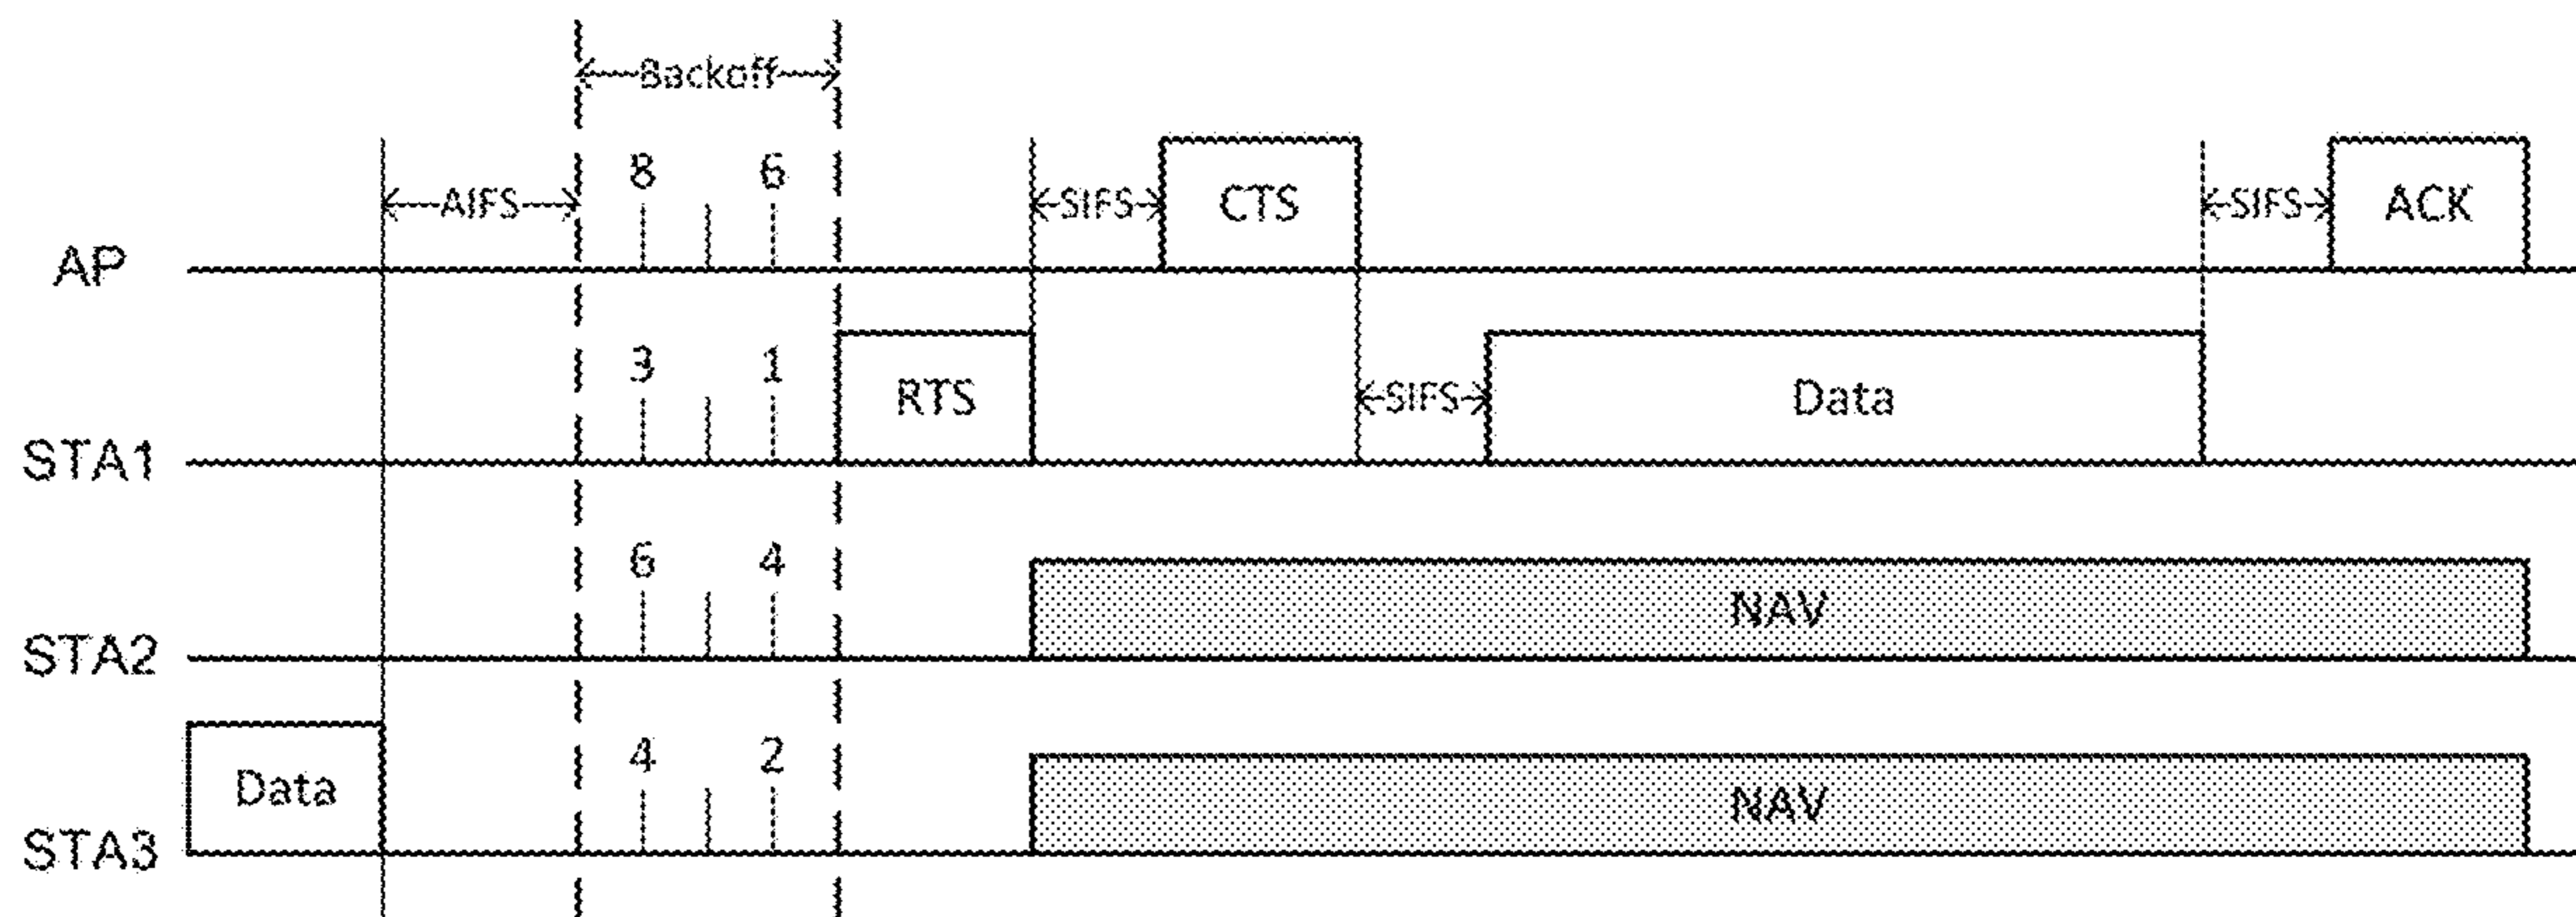 Backoff
8 6
AIFS SIFS CTS SIFS ACK
AP
3 1
RTS SIFS Data
STA1
6 4
NAV
STA2
4 2
Data NAV
STA3